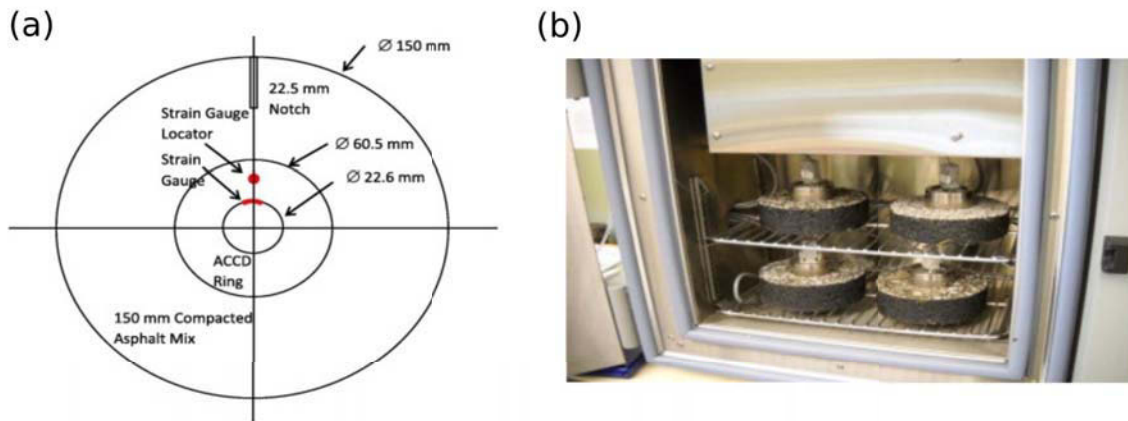 (a)
(b)
Ø 150 mm
22.5 mm
Notch
Strain Gauge
Locator
Ø 60.5 mm
Strain
Gauge
Ø 22.6 mm
ACCD
Ring
150 mm Compacted
Asphalt Mix